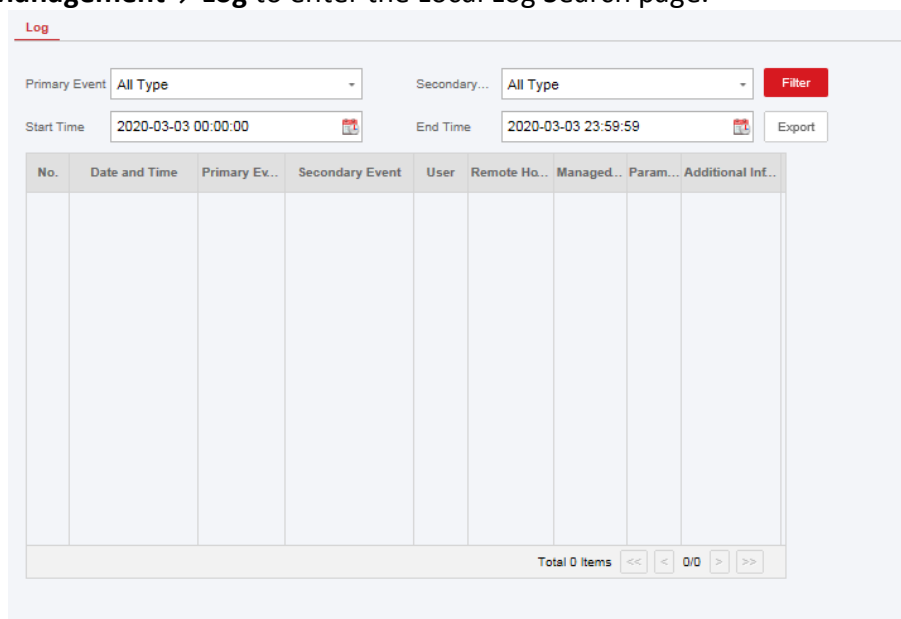 anagement → Log to enter the Local Log Search page.
Log
Primary Event All Type Seconda​ry... All Type Filter
Start Time 2020-03-03 00:00:00 End Time 2020-03-03 23:59:59 Export
No. Date and Time Primary Ev... Secondary Event User Remote Ho... Managed... Param... Additional Inf...
Total 0 Items << < 0/0 > >>